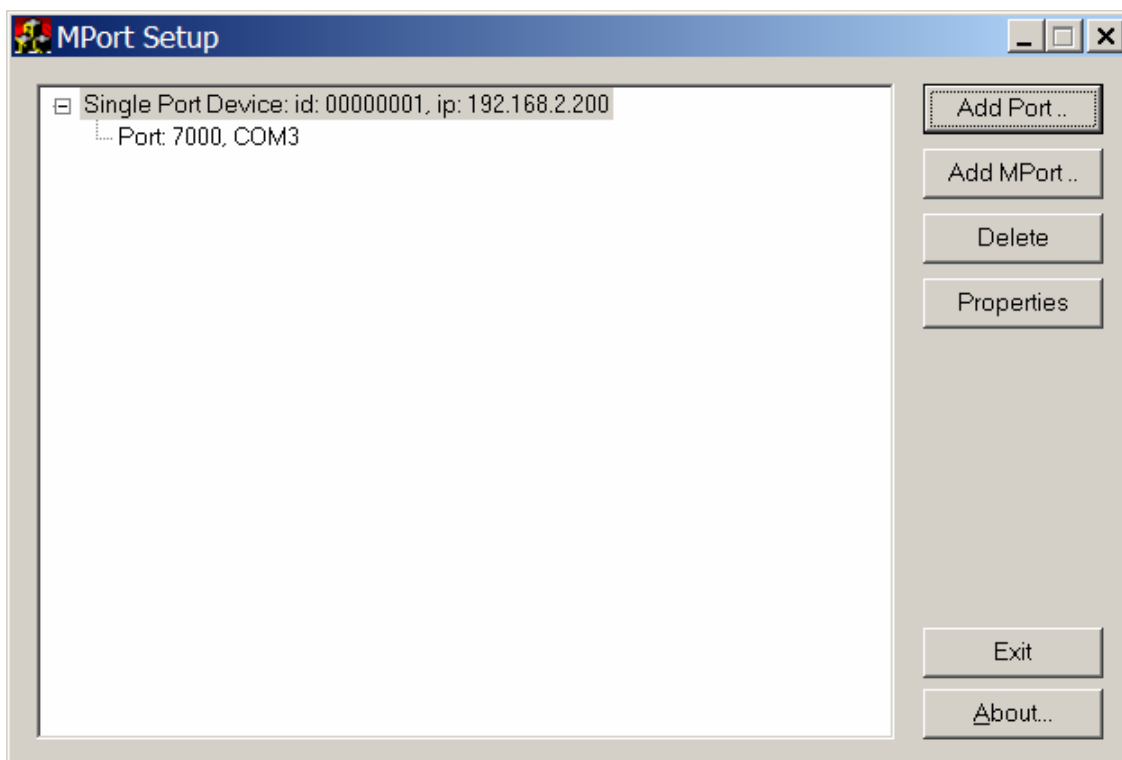 MPort Setup
Single Port Device: id: 00000001, ip: 192.168.2.200
Port: 7000, COM3
Add Port ..
Add MPort ..
Delete
Properties
Exit
About...